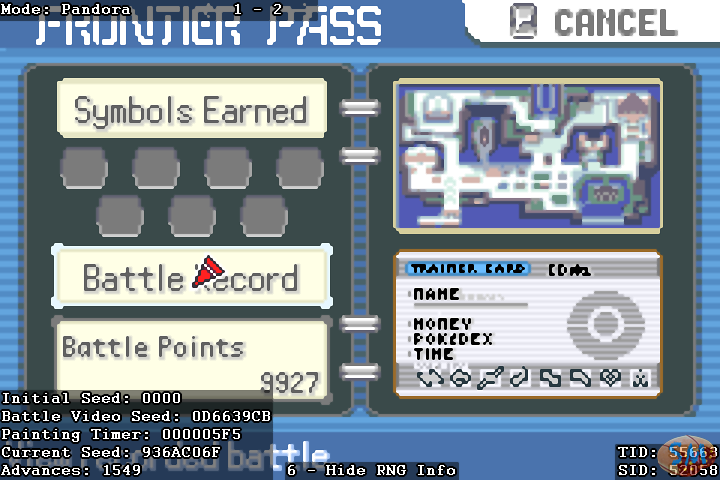 Mode: Pandora
1 - 2
FRONTIER PASS
CANCEL
Symbols Earned
Battle Record
TRAINER CARD
NAME
MONEY
POKéDEX
TIME
Battle Points
9927
Initial Seed: 0000
Battle Video Seed: 0D6639CB
Painting Timer: 000005F5
Current Seed: 936AC06F
Advances: 1549
battle
6 - Hide RNG Info
TID: 55663
SID: 52058